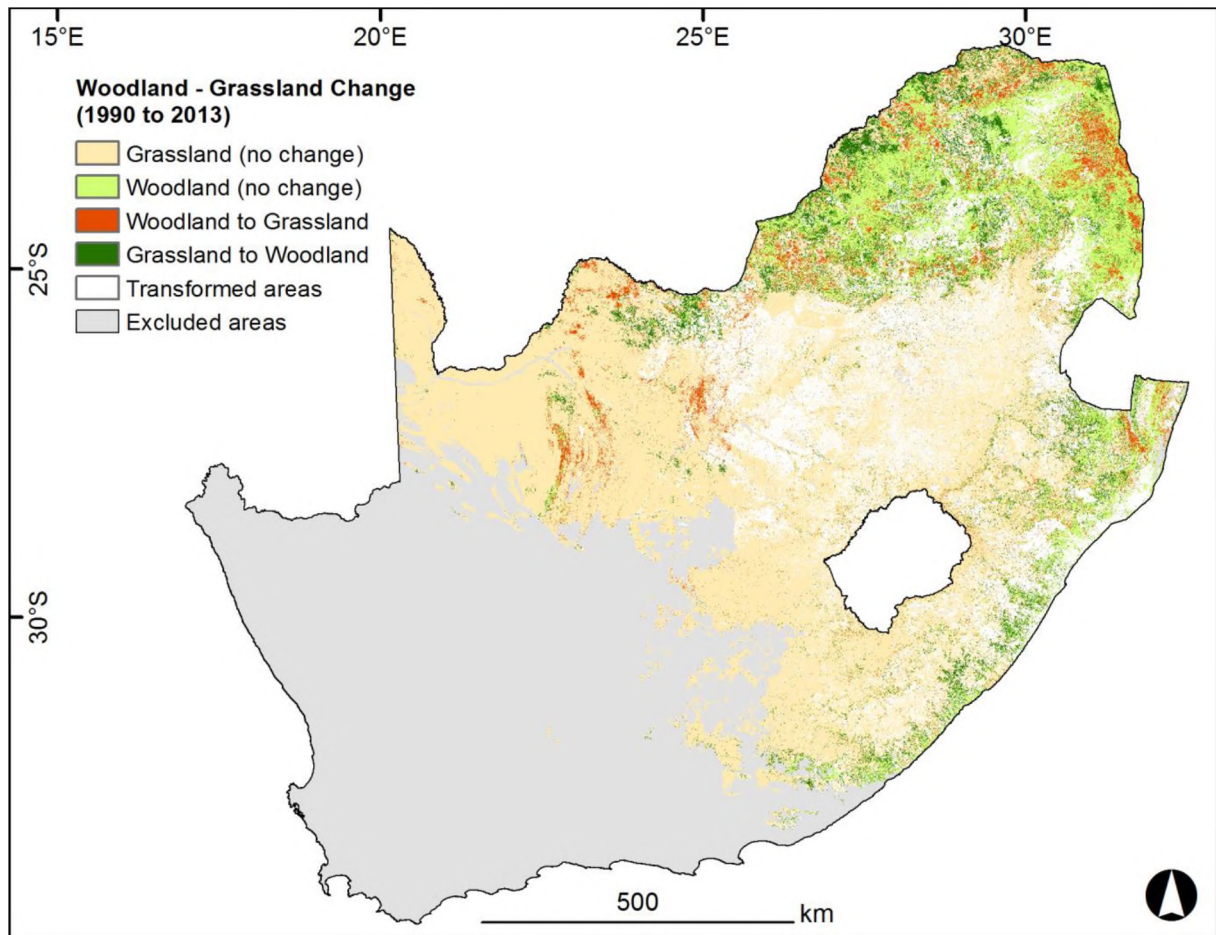 15°E 20°E 25°E 30°E
Woodland - Grassland Change
(1990 to 2013)
Grassland (no change)
Woodland (no change)
Woodland to Grassland
Grassland to Woodland
Transformed areas
Excluded areas
25°S
30°S
500
km